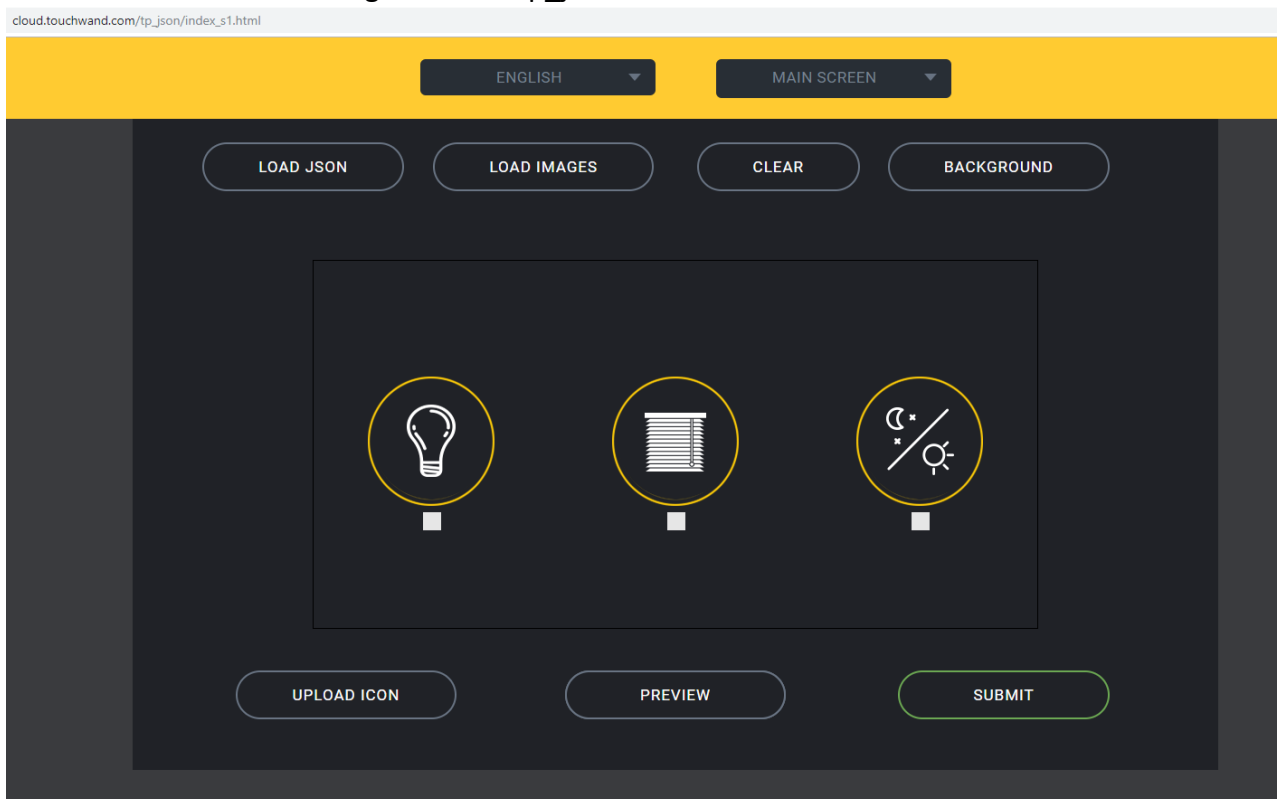 cloud.touchwand.com/tp_json/index_s1.html
ENGLISH MAIN SCREEN
LOAD JSON LOAD IMAGES CLEAR BACKGROUND
UPLOAD ICON PREVIEW SUBMIT